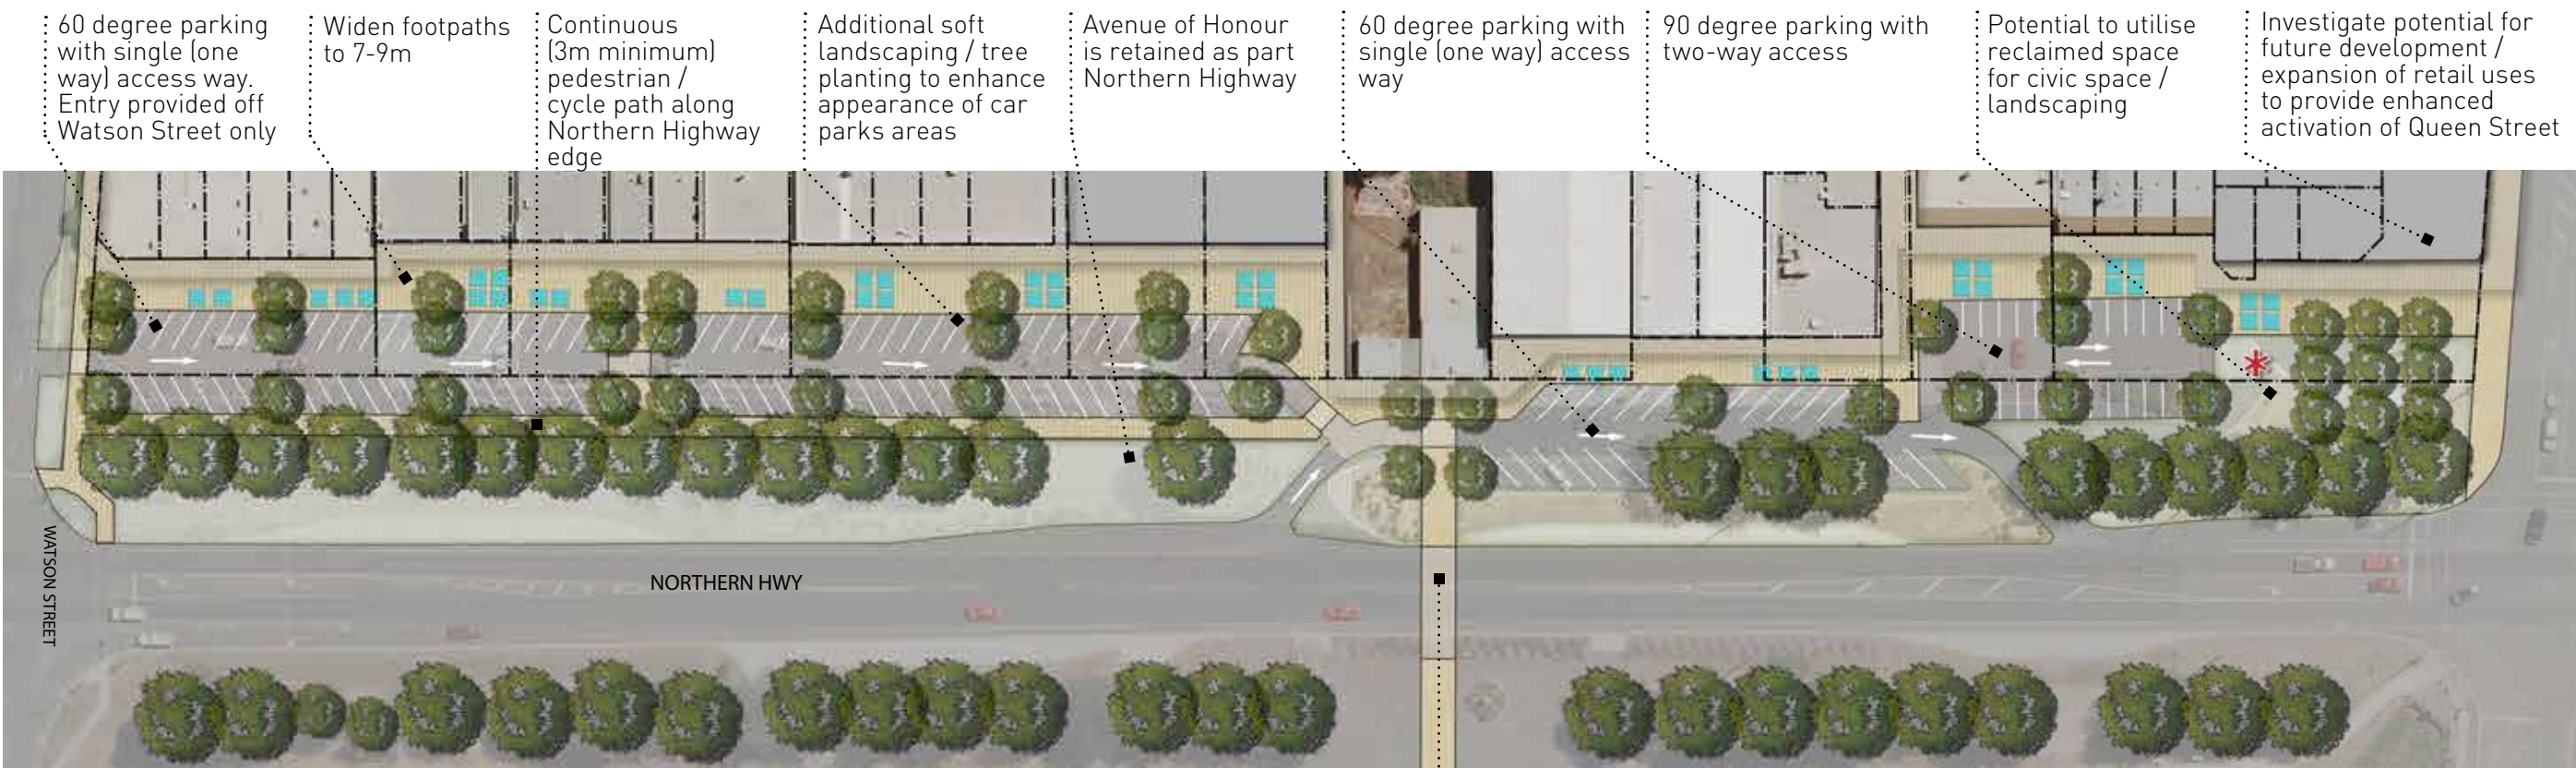 60 degree parking
with single (one
way) access way.
Entry provided off
Watson Street only
Widen footpaths
to 7-9m
Continuous
(3m minimum)
pedestrian /
cycle path along
Northern Highway
edge
Additional soft
landscaping / tree
planting to enhance
appearance of car
parks areas
Avenue of Honour
is retained as part
Northern Highway
60 degree parking with
single (one way) access
way
90 degree parking with
two-way access
Potential to utilise
reclaimed space
for civic space /
landscaping
Investigate potential for
future development /
expansion of retail uses
to provide enhanced
activation of Queen Street
WATSON STREET
NORTHERN HWY